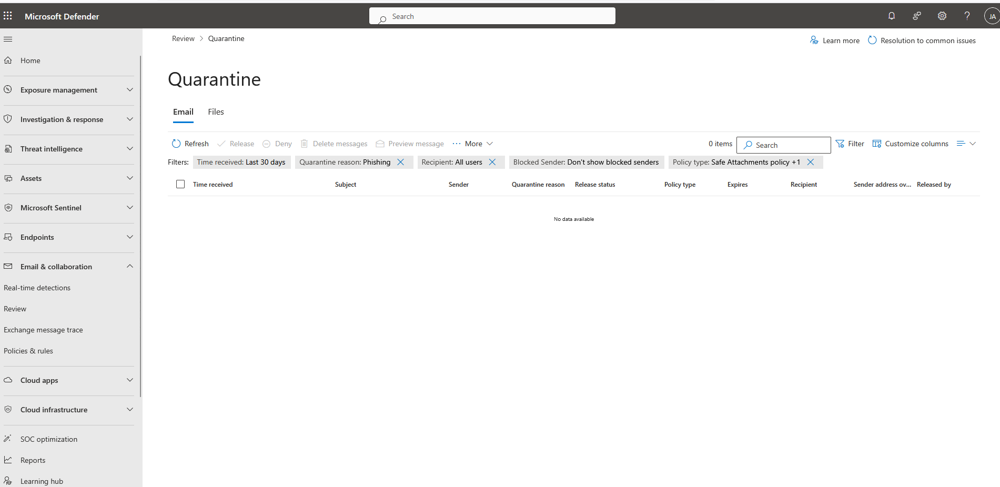 Microsoft Defender
Search
JA
Home
Exposure management
Investigation & response
Threat intelligence
Assets
Microsoft Sentinel
Endpoints
Email & collaboration
Real-time detections
Review
Exchange message trace
Policies & rules
Cloud apps
Cloud infrastructure
SOC optimization
Reports
Learning hub
Review > Quarantine
Learn more Resolution to common issues
Quarantine
Email Files
Refresh Release Deny Delete messages Preview message ... More 0 items Search Filter Customize columns
Filters: Time received: Last 30 days Quarantine reason: Phishing Recipient: All users Blocked Sender: Don't show blocked senders Policy type: Safe Attachments policy +1
Time received Subject Sender Quarantine reason Release status Policy type Expires Recipient Sender address ov... Released by
No data available